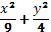 x²/9 + y²/4